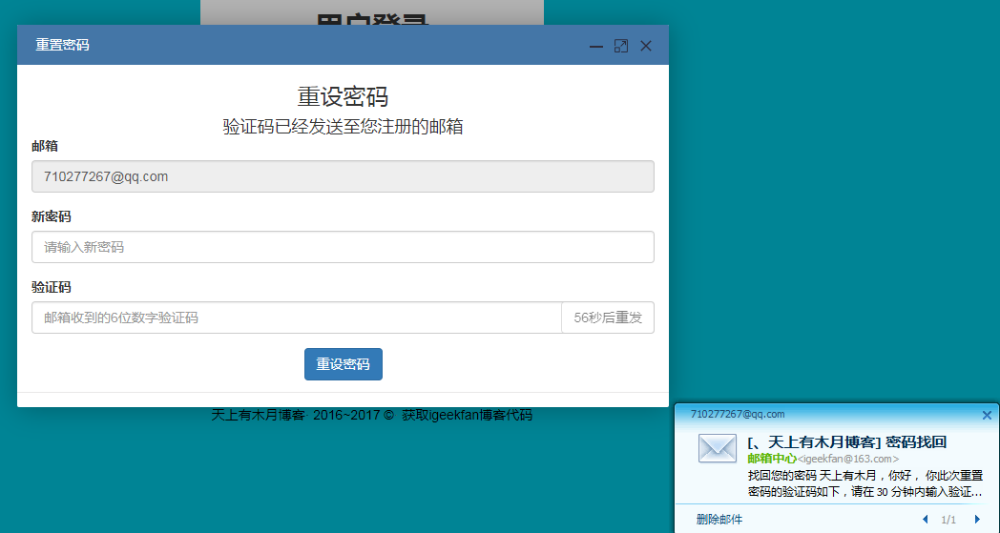 用户登录
重置密码
重设密码
验证码已经发送至您注册的邮箱
邮箱
710277267@qq.com
新密码
请输入新密码
验证码
邮箱收到的6位数字验证码
56秒后重发
重设密码
天上有木月博客 2016~2017 © 获取igeekfan博客代码
710277267@qq.com
[、天上有木月博客] 密码找回
邮箱中心<igeekfan@163.com>
找回您的密码 天上有木月，你好， 你此次重置
密码的验证码如下，请在 30 分钟内输入验证...
删除邮件
1/1